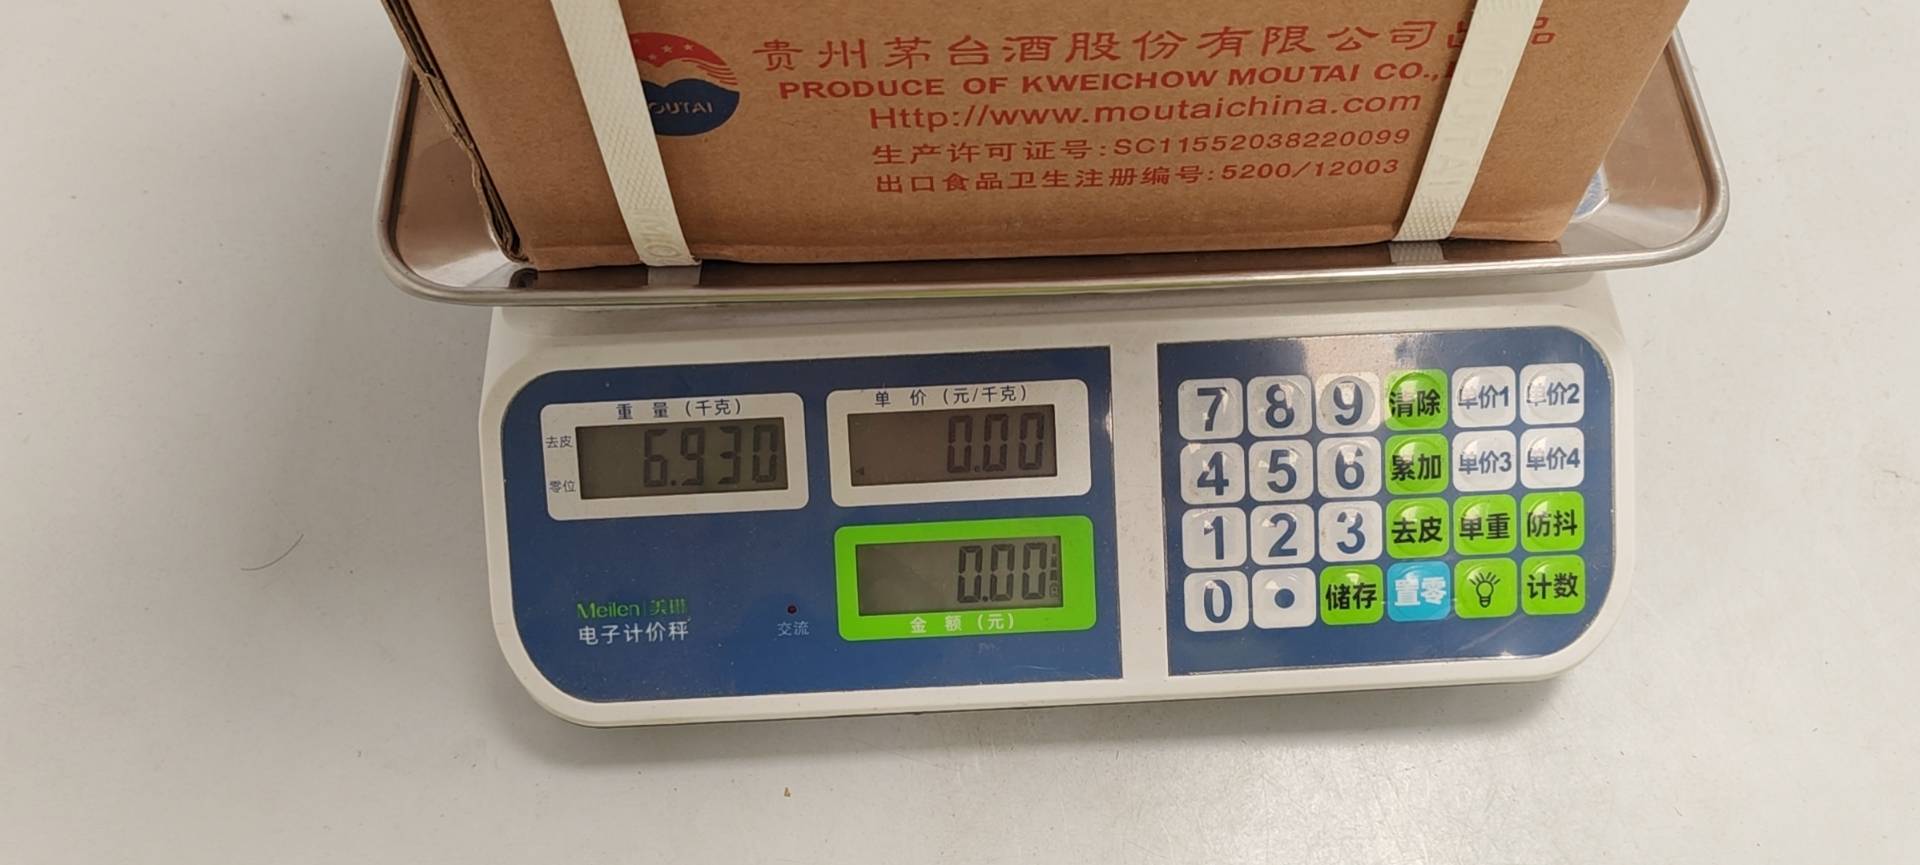 贵州茅台酒股份有限公司出品
PRODUCE OF KWEICHOW MOUTAI CO.,
MOUTAI
Http://www.moutaichina.com
生产许可证号:SC11552038220099
出口食品卫生注册编号:5200/12003
MOUTAI
重 量 (千克)
去皮
零位
6.930
单 价 (元/千克)
0.00
0.00
金 额 (元)
Meilen 美琳
电子计价秤
交流
7 8 9 清除 单价1 单价2
4 5 6 累加 单价3 单价4
1 2 3 去皮 单重 防抖
0 . 储存 置零 计数